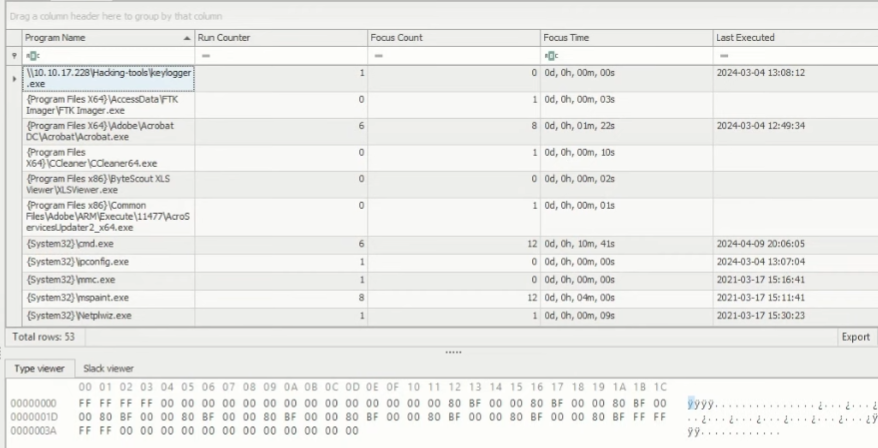 Drag a column header here to group by that column
Program Name Run Counter Focus Count Focus Time Last Executed
= =
\\10.10.17.228\Hacking-tools\keylogger 1 0 0d, 0h, 00m, 00s 2024-03-04 13:08:12
.exe
{Program Files X64}\AccessData\FTK 0 1 0d, 0h, 00m, 03s
Imager\FTK Imager.exe
{Program Files X64}\Adobe\Acrobat 6 8 0d, 0h, 01m, 22s 2024-03-04 12:49:34
DC\Acrobat\Acrobat.exe
{Program Files 0 1 0d, 0h, 00m, 10s
X64}\CCleaner\CCleaner64.exe
{Program Files x86}\ByteScout XLS 0 0 0d, 0h, 00m, 02s
Viewer\XLSViewer.exe
{Program Files x86}\Common 0 1 0d, 0h, 00m, 01s
Files\Adobe\ARM\Execute\11477\AcroS
ervicesUpdater2_x64.exe
{System32}\cmd.exe 6 12 0d, 0h, 10m, 41s 2024-04-09 20:06:05
{System32}\ipconfig.exe 1 0 0d, 0h, 00m, 00s 2024-03-04 13:07:04
{System32}\mmc.exe 1 0 0d, 0h, 00m, 00s 2021-03-17 15:16:41
{System32}\mspaint.exe 8 12 0d, 0h, 04m, 00s 2021-03-17 15:11:41
{System32}\Netplwiz.exe 1 1 0d, 0h, 00m, 09s 2021-03-17 15:30:23
Total rows: 53 Export
Type viewer Slack viewer
00 01 02 03 04 05 06 07 08 09 0A 0B 0C 0D 0E 0F 10 11 12 13 14 15 16 17 18 19 1A 1B 1C
00000000 FF FF FF FF 00 00 00 00 00 00 00 00 00 00 00 00 00 00 80 BF 00 00 80 BF 00 00 80 BF 00 ÿÿÿÿ..............¿...¿...¿.
0000001D 00 80 BF 00 00 80 BF 00 00 80 BF 00 00 80 BF 00 00 80 BF 00 00 80 BF 00 00 80 BF FF FF ..¿...¿...¿...¿...¿...¿...¿ÿÿ
0000003A FF FF 00 00 00 00 00 00 00 00 00 00 00 00 ÿÿ............